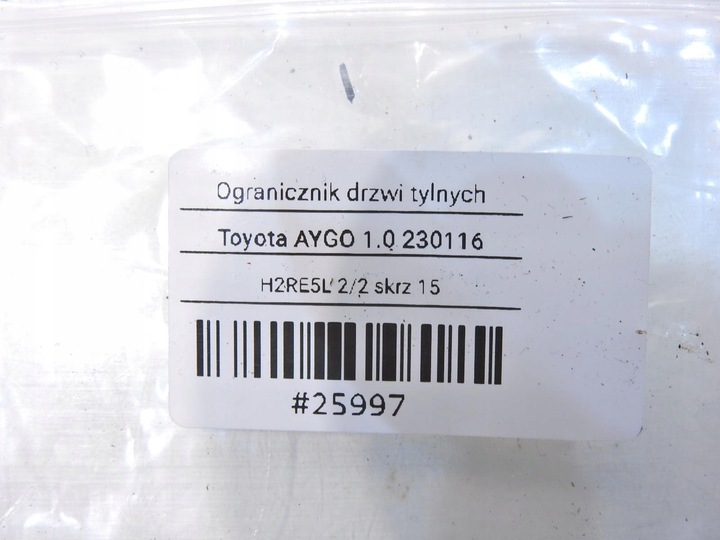 Ogranicznik drzwi tylnych
Toyota AYGO 1.0 230116
H2RE5L 2/2 skrz 15
#25997